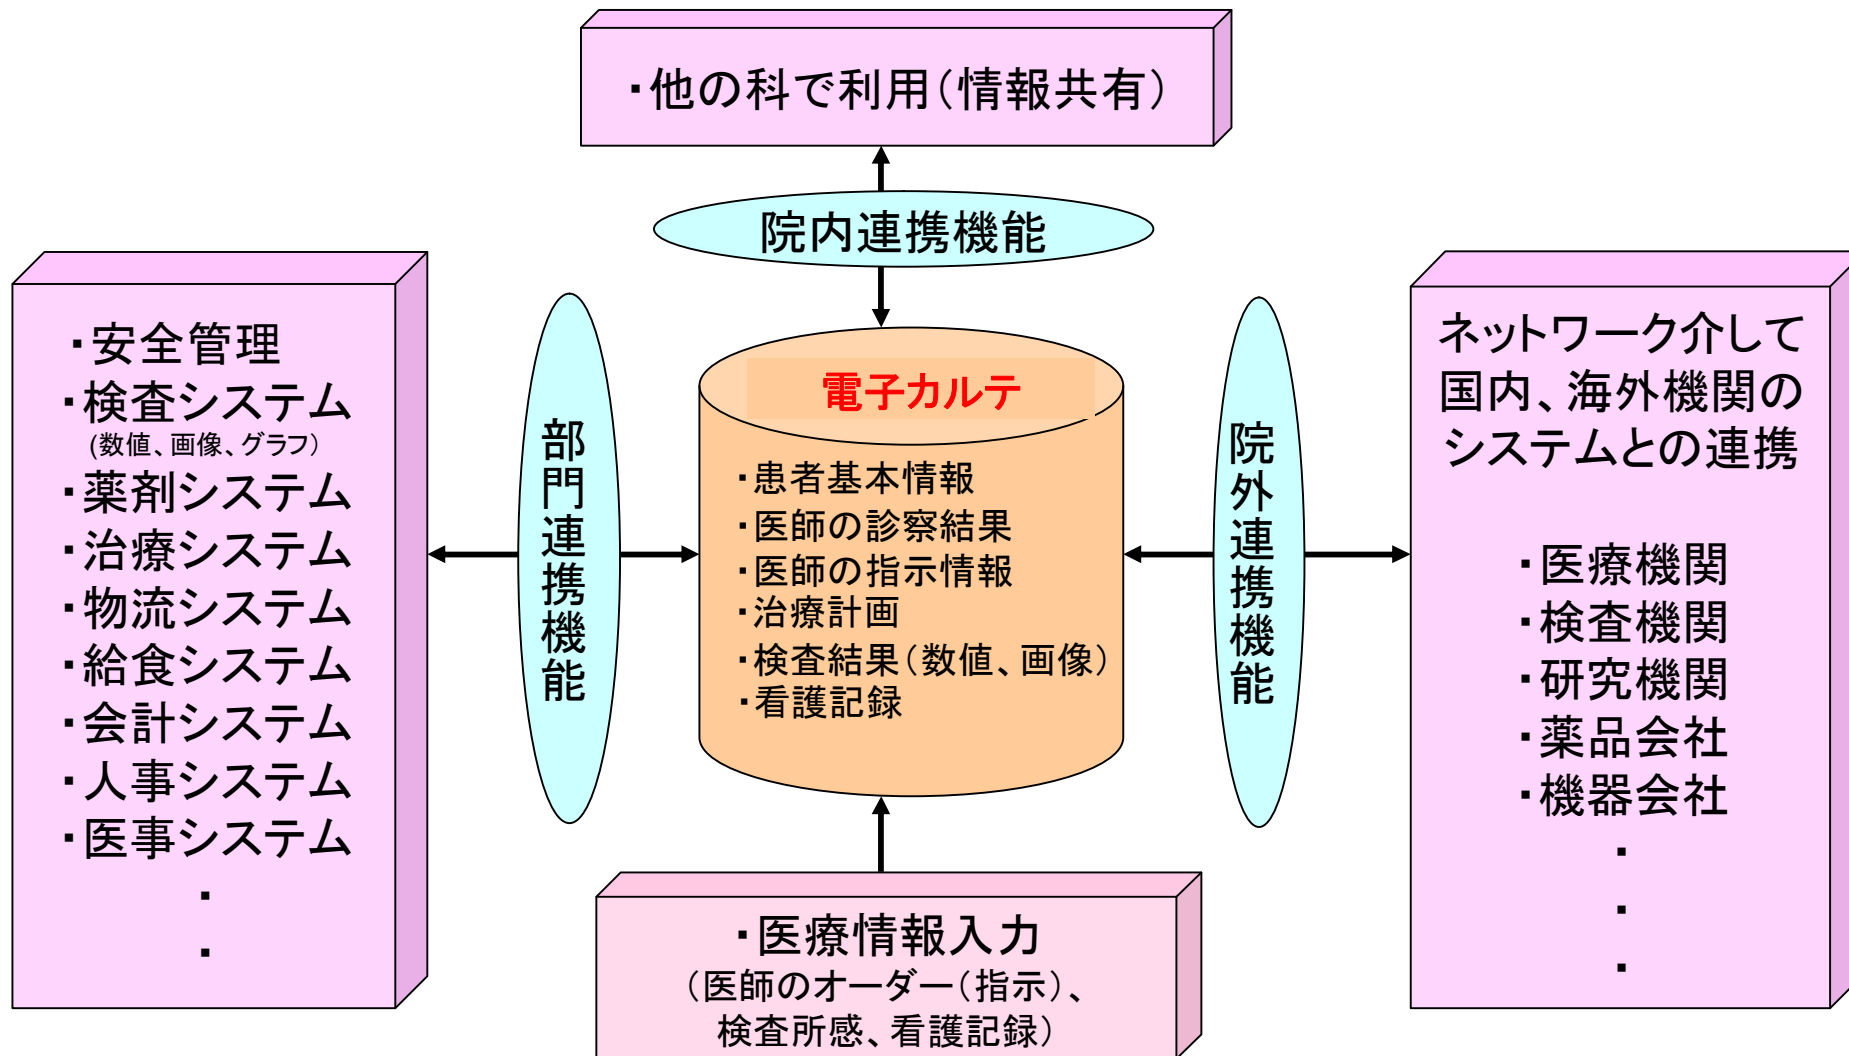 ・他の科で利用（情報共有）
院内連携機能
・安全管理
・検査システム
(数値、画像、グラフ）
・薬剤システム
・治療システム
・物流システム
・給食システム
・会計システム
・人事システム
・医事システム
・
・
部門連携機能
電子カルテ
・患者基本情報
・医師の診察結果
・医師の指示情報
・治療計画
・検査結果（数値、画像）
・看護記録
院外連携機能
ネットワーク介して
国内、海外機関の
システムとの連携
・医療機関
・検査機関
・研究機関
・薬品会社
・機器会社
・
・
・
・医療情報入力
（医師のオーダー（指示）、
検査所感、看護記録）